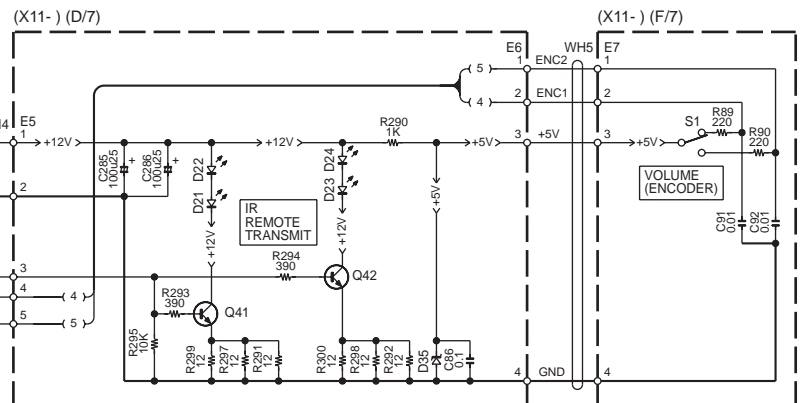 (X11- ) (D/7)
(X11- ) (F/7)
E6
WH5
E7
5
1
ENC2
1
4
2
ENC1
2
E5
1
+12V
+12V
R290
1K
+5V
3
+5V
3
+5V
S1
R89
220
R90
220
C285
100u25
+
C286
100u25
+
D22
D21
D24
D23
+5V
VOLUME
(ENCODER)
2
IR
REMOTE
TRANSMIT
+12V
+12V
C91
0.01
C92
0.01
3
R294
390
Q42
4
4
R293
390
Q41
5
5
R295
10K
R299
12
R297
12
R291
12
R300
12
R298
12
R292
12
D35
C86
0.1
4
GND
4